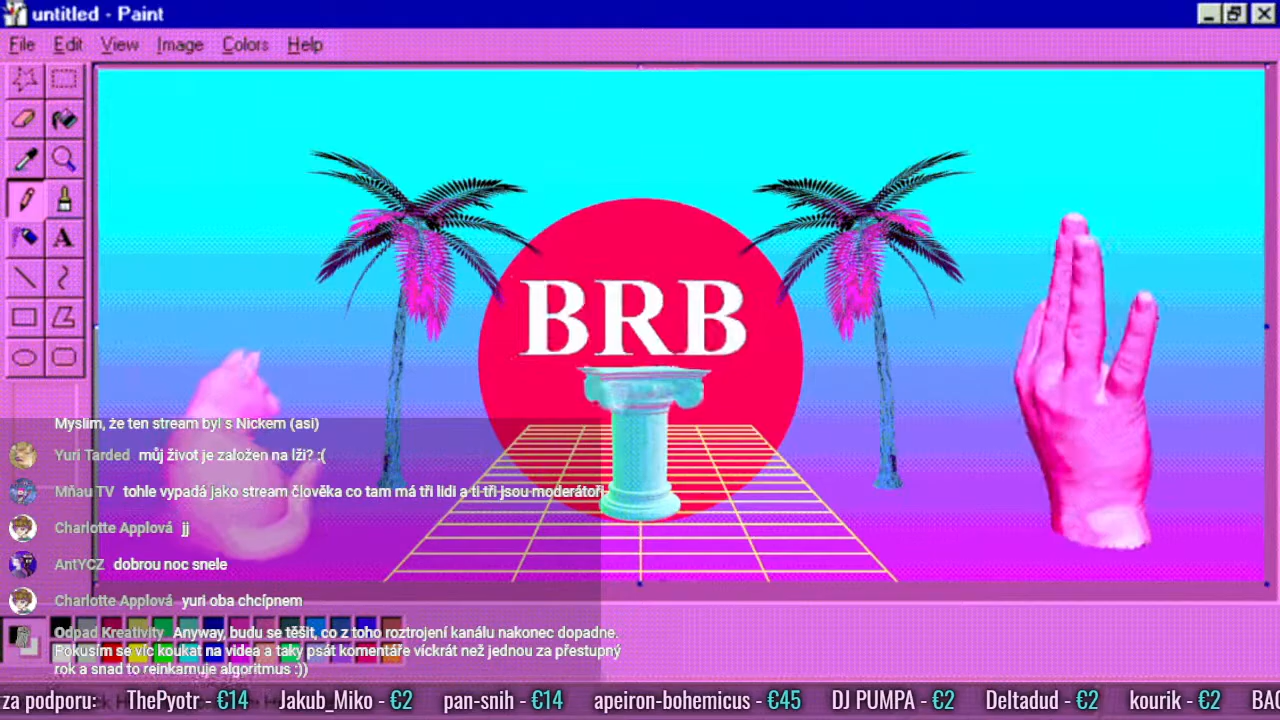 untitled - Paint
File Edit View Image Colors Help
A
BRB
Myslím, že ten stream byl s Nickem (asi)
Yuri Tarded můj život je založen na lži? :(
Mňau TV tohle vypadá jako stream člověka co tam má tři lidi a ti tři jsou moderátoři
Charlotte Applová jj
AntYCZ dobrou noc snele
Charlotte Applová yuri oba chcípnem
Odpad Kreativity Anyway, budu se těšit, co z toho roztrojení kanálu nakonec dopadne.
Pokusím se víc koukat na videa a taky psát komentáře víckrát než jednou za přestupný
rok a snad to reinkarnuje algoritmus :))
za podporu: ThePyotr - €14 Jakub_Miko - €2 pan-snih - €14 apeiron-bohemicus - €45 DJ PUMPA - €2 Deltadud - €2 kourik - €2